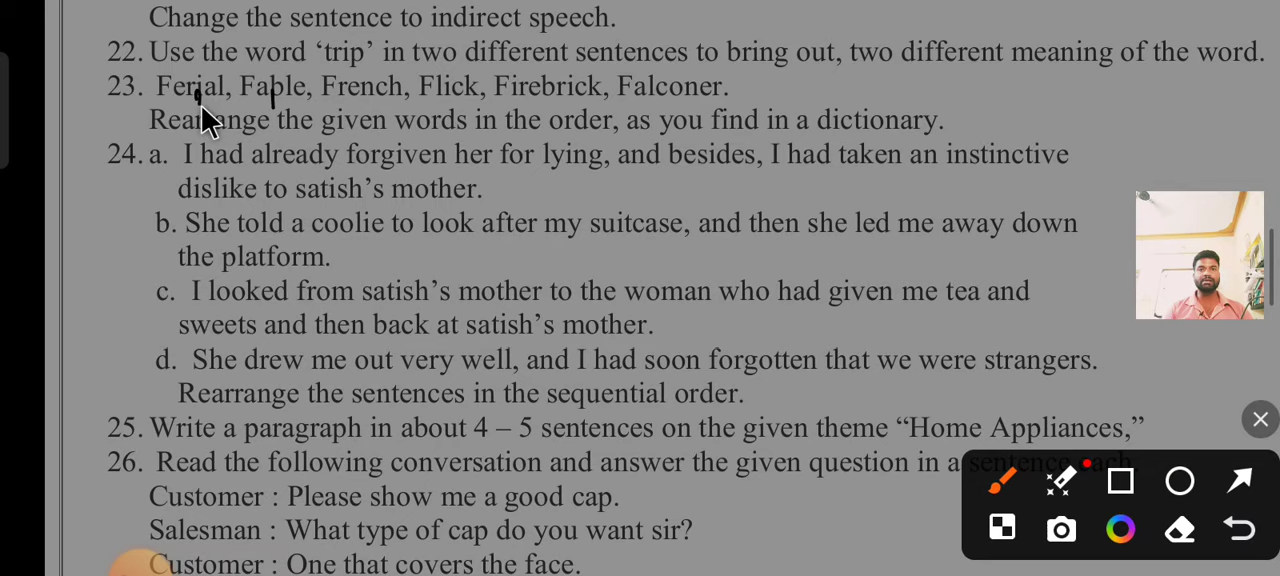 Change the sentence to indirect speech.
22. Use the word ‘trip’ in two different sentences to bring out, two different meaning of the word.
23. Ferial, Fable, French, Flick, Firebrick, Falconer.
Rearrange the given words in the order, as you find in a dictionary.
24. a. I had already forgiven her for lying, and besides, I had taken an instinctive
dislike to satish’s mother.
b. She told a coolie to look after my suitcase, and then she led me away down
the platform.
c. I looked from satish’s mother to the woman who had given me tea and
sweets and then back at satish’s mother.
d. She drew me out very well, and I had soon forgotten that we were strangers.
Rearrange the sentences in the sequential order.
25. Write a paragraph in about 4 – 5 sentences on the given theme “Home Appliances,”
26. Read the following conversation and answer the given question in a sentence each.
Customer : Please show me a good cap.
Salesman : What type of cap do you want sir?
Customer : One that covers the face.